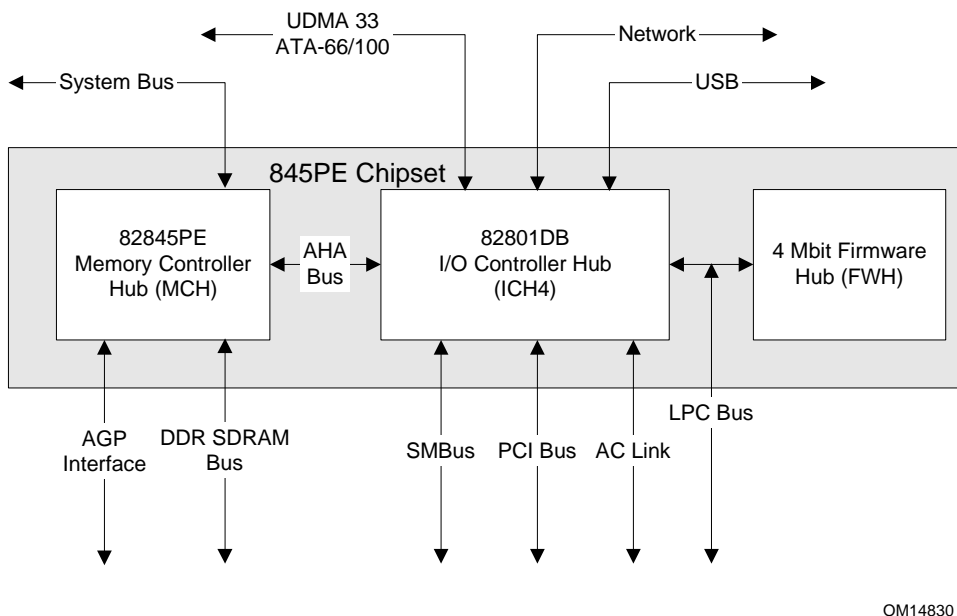 UDMA 33
ATA-66/100
Network
System Bus
USB
845PE Chipset
82845PE
Memory Controller
Hub (MCH)
AHA
Bus
82801DB
I/O Controller Hub
(ICH4)
4 Mbit Firmware
Hub (FWH)
AGP
Interface
DDR SDRAM
Bus
SMBus
PCI Bus
AC Link
LPC Bus
OM14830